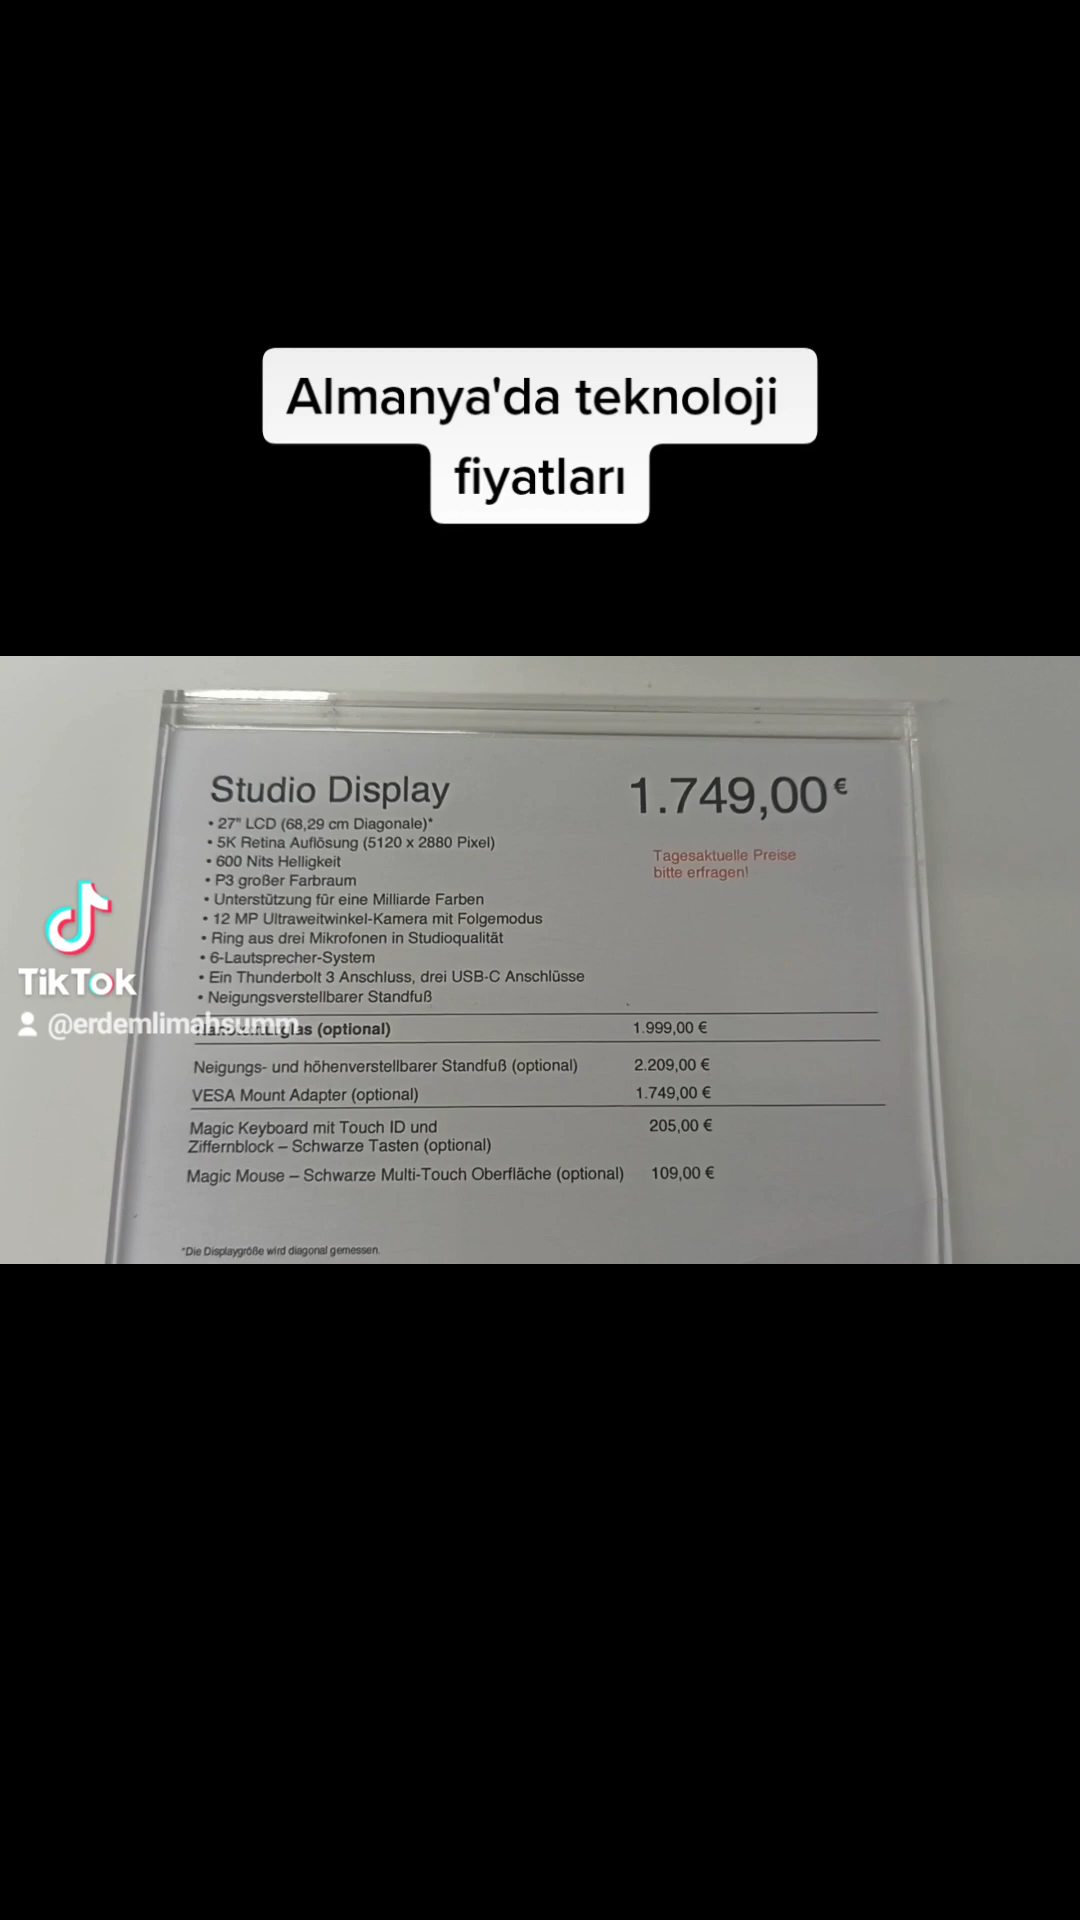 Almanya'da teknoloji
fiyatları
Studio Display
1.749,00€
• 27" LCD (68,29 cm Diagonale)*
• 5K Retina Auflösung (5120 x 2880 Pixel)
• 600 Nits Helligkeit
• P3 großer Farbraum
• Unterstützung für eine Milliarde Farben
• 12 MP Ultraweitwinkel-Kamera mit Folgemodus
• Ring aus drei Mikrofonen in Studioqualität
• 6-Lautsprecher-System
• Ein Thunderbolt 3 Anschluss, drei USB-C Anschlüsse
• Neigungsverstellbarer Standfuß
Tagesaktuelle Preise
bitte erfragen!
TikTok
@erdemlimahsumm
(optional) 1.999,00 €
Neigungs- und höhenverstellbarer Standfuß (optional) 2.209,00 €
VESA Mount Adapter (optional) 1.749,00 €
Magic Keyboard mit Touch ID und 205,00 €
Ziffernblock – Schwarze Tasten (optional)
Magic Mouse – Schwarze Multi-Touch Oberfläche (optional) 109,00 €
*Die Displaygröße wird diagonal gemessen.